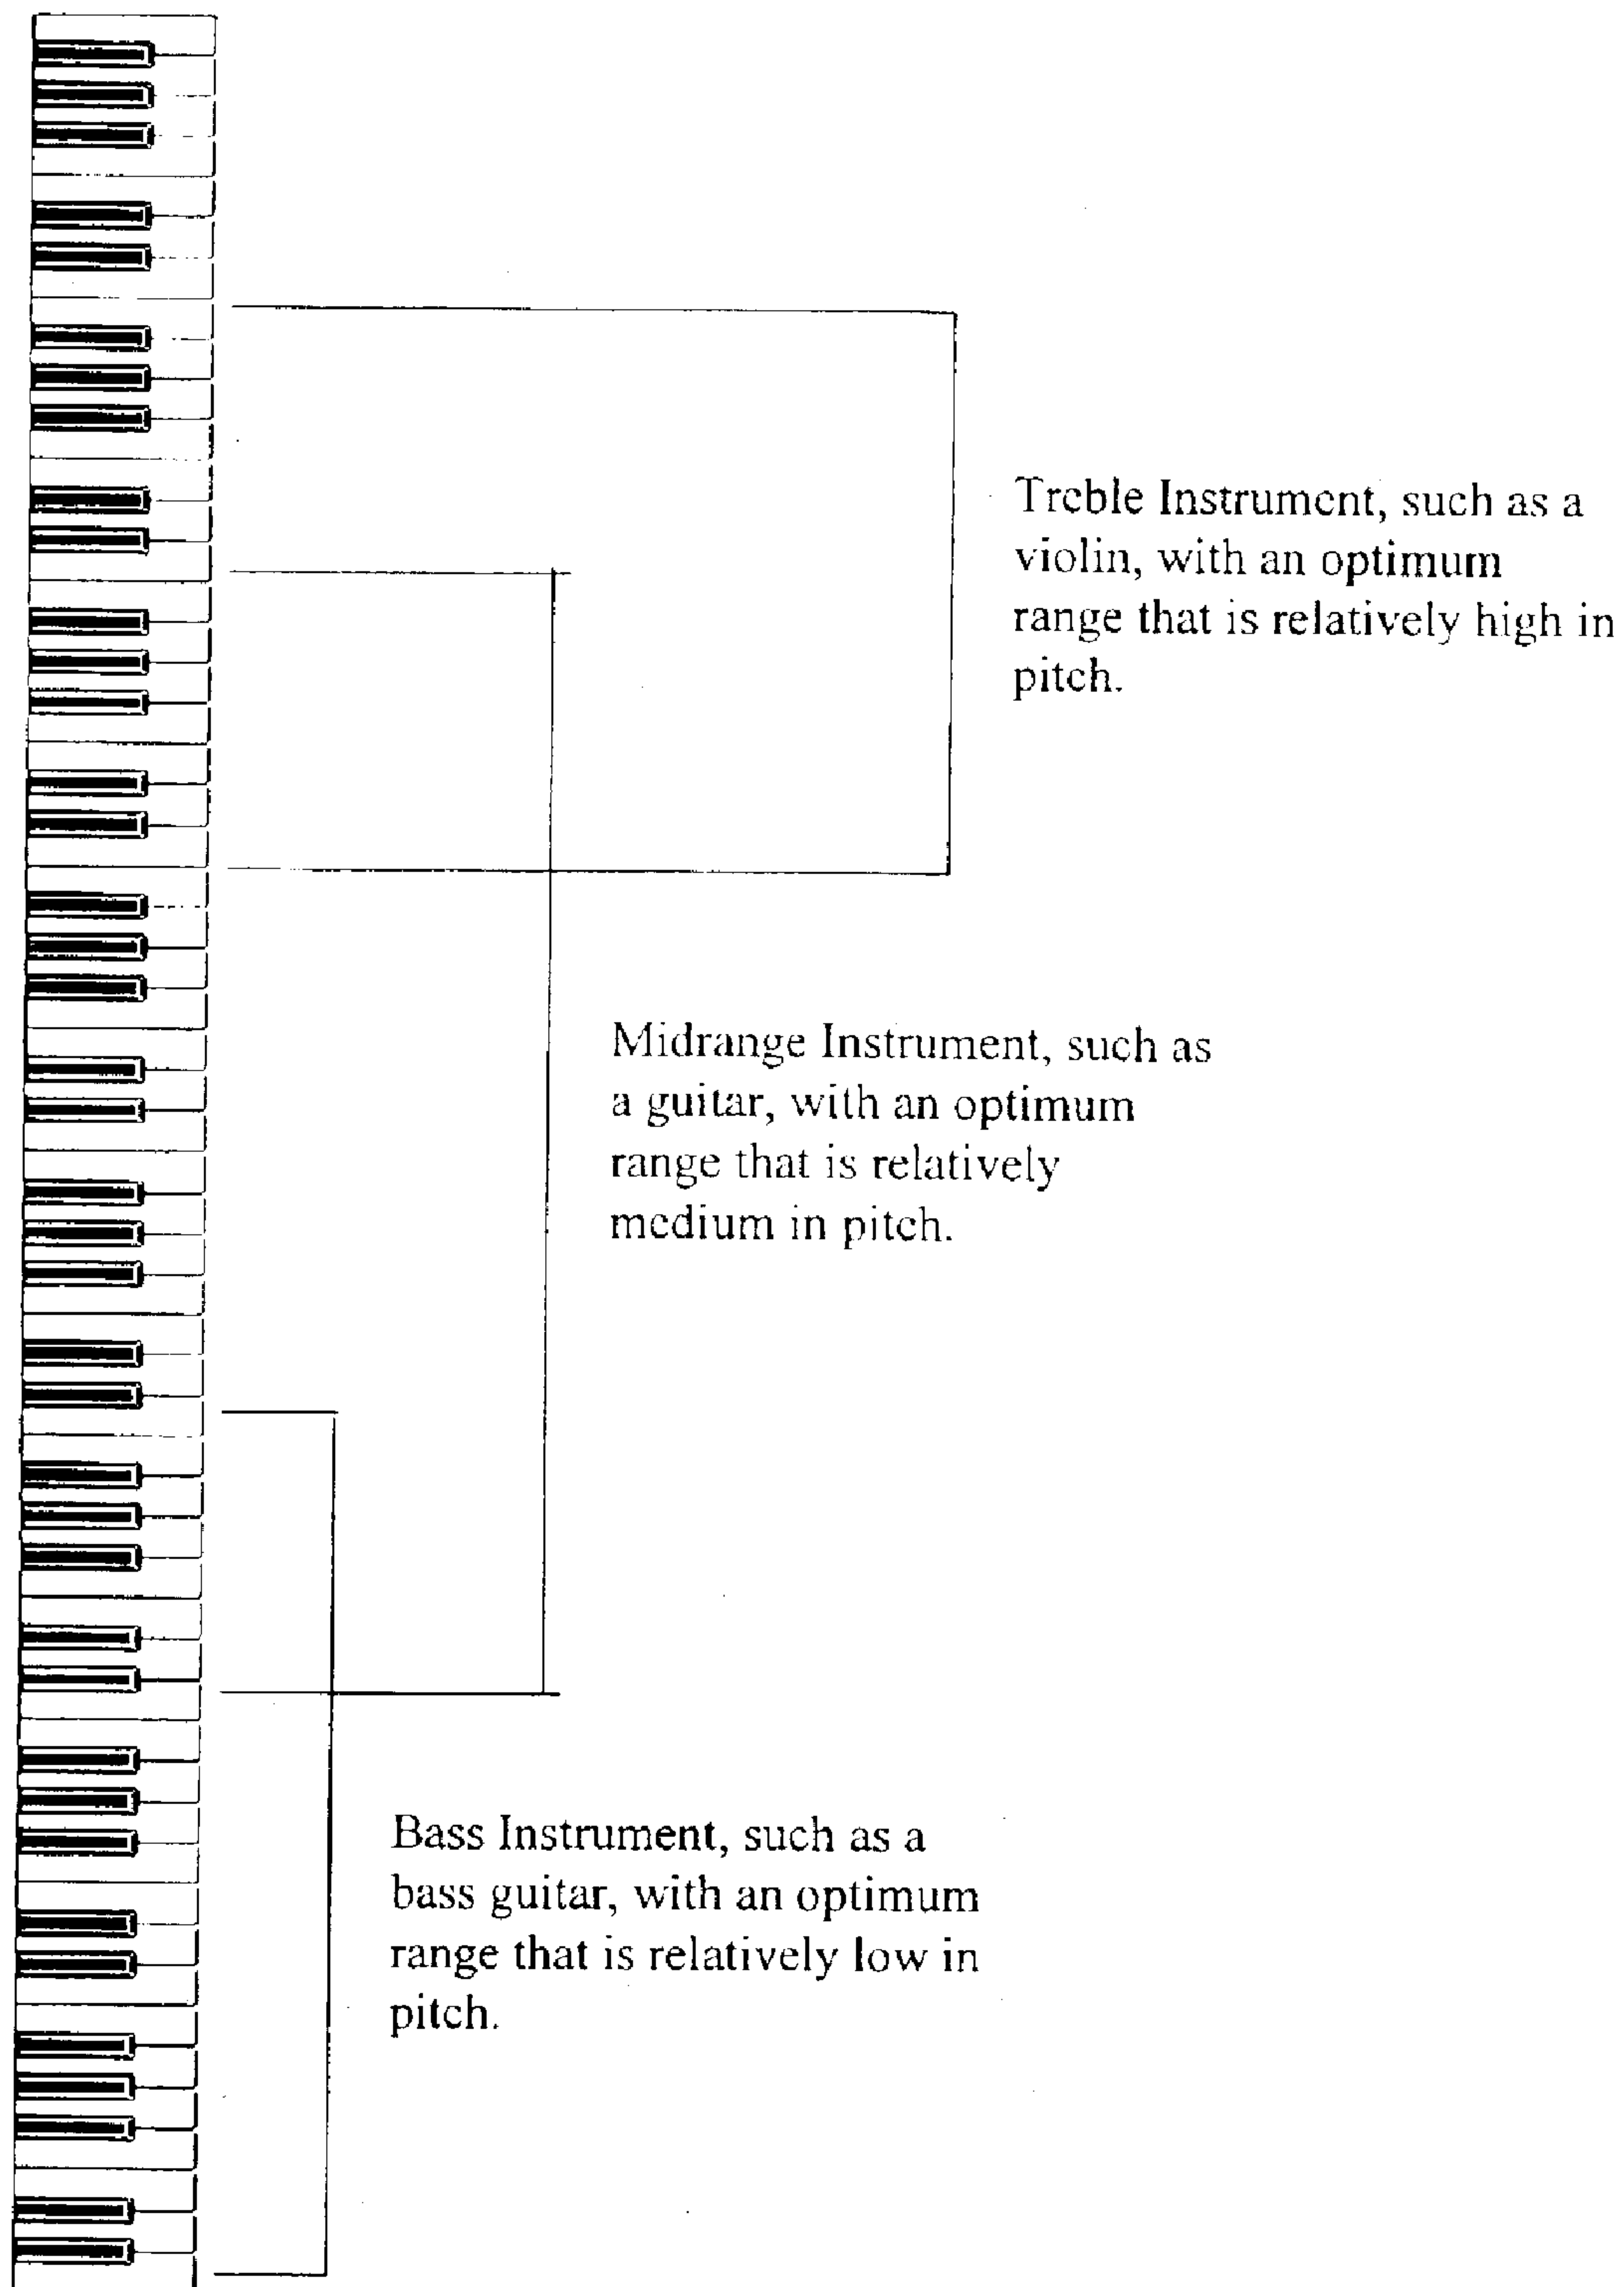 Treble Instrument, such as a
violin, with an optimum
range that is relatively high in
pitch.
Midrange Instrument, such as
a guitar, with an optimum
range that is relatively
medium in pitch.
Bass Instrument, such as a
bass guitar, with an optimum
range that is relatively low in
pitch.